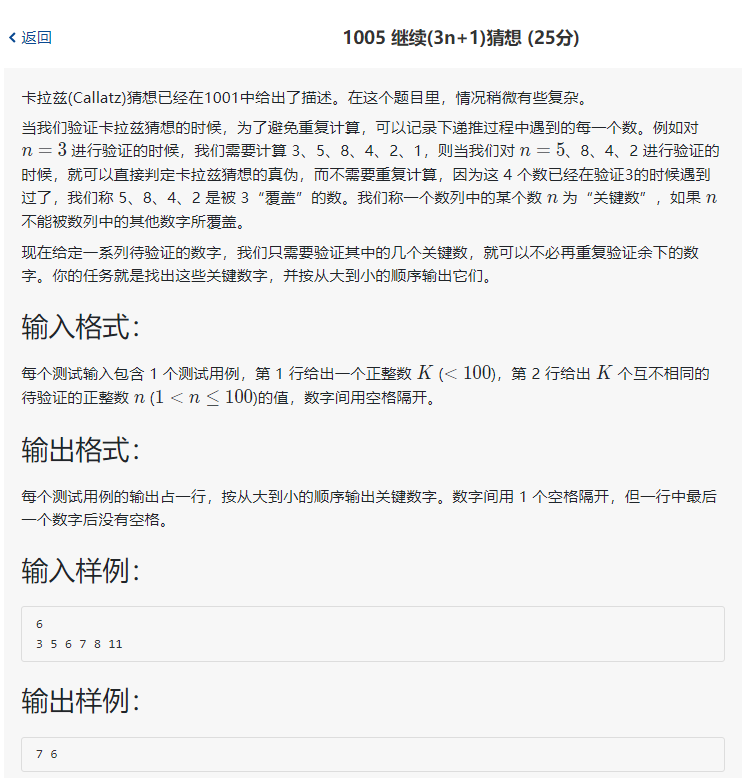 返回
1005 继续(3n+1)猜想 (25分)
卡拉兹(Callatz)猜想已经在1001中给出了描述。在这个题目里，情况稍微有些复杂。
当我们验证卡拉兹猜想的时候，为了避免重复计算，可以记录下递推过程中遇到的每一个数。例如对
n = 3 进行验证的时候，我们需要计算 3、5、8、4、2、1，则当我们对 n = 5、8、4、2 进行验证的
时候，就可以直接判定卡拉兹猜想的真伪，而不需要重复计算，因为这 4 个数已经在验证3的时候遇到
过了，我们称 5、8、4、2 是被 3“覆盖”的数。我们称一个数列中的某个数 n 为“关键数”，如果 n
不能被数列中的其他数字所覆盖。
现在给定一系列待验证的数字，我们只需要验证其中的几个关键数，就可以不必再重复验证余下的数
字。你的任务就是找出这些关键数字，并按从大到小的顺序输出它们。
输入格式：
每个测试输入包含 1 个测试用例，第 1 行给出一个正整数 K (< 100)，第 2 行给出 K 个互不相同的
待验证的正整数 n (1 < n ≤ 100)的值，数字间用空格隔开。
输出格式：
每个测试用例的输出占一行，按从大到小的顺序输出关键数字。数字间用 1 个空格隔开，但一行中最后
一个数字后没有空格。
输入样例：
6
3 5 6 7 8 11
输出样例：
7 6